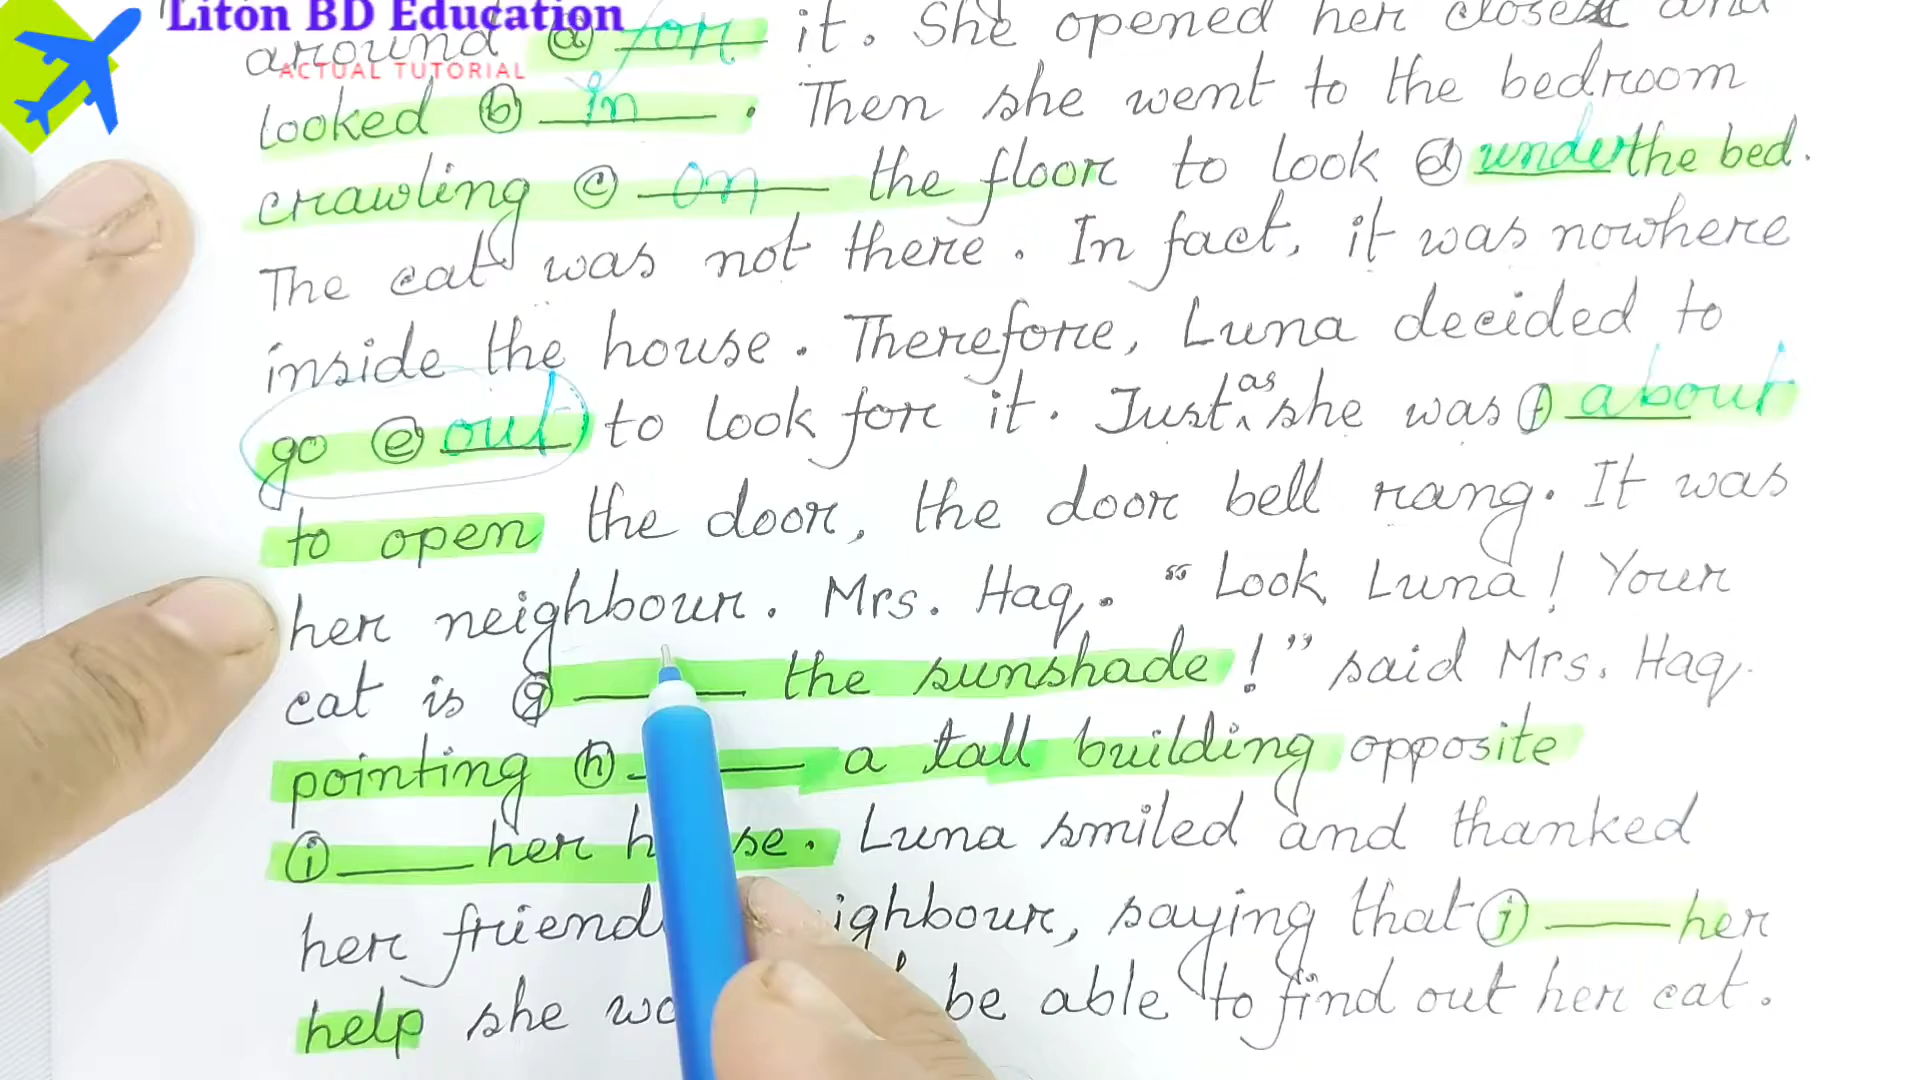 Liton BD Education
ACTUAL TUTORIAL
around (a) for it. She opened her closet and
looked (b) in. Then she went to the bedroom
crawling (c) on the floor to look (d) under the bed.
The cat was not there. In fact, it was nowhere
inside the house. Therefore, Luna decided to
go (e) out to look for it. Just as she was (f) about
to open the door, the door bell rang. It was
her neighbour. Mrs. Haq. "Look Luna! Your
cat is (g) ____ the sunshade!" said Mrs. Haq.
pointing (h) ____ a tall building opposite
(i) ____ her house. Luna smiled and thanked
her friend ighbour, saying that (j) ____ her
help she wo be able to find out her cat.